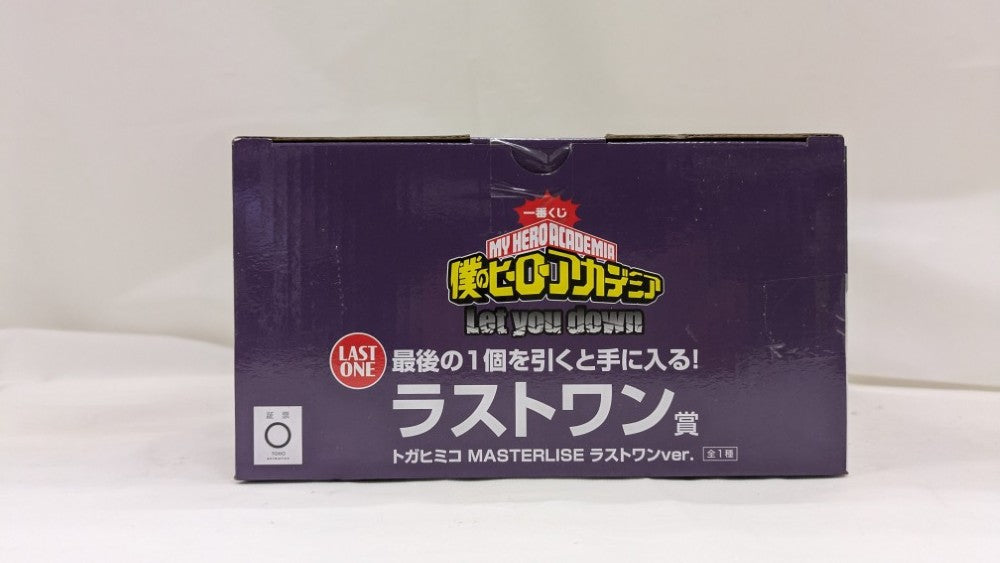 一番くじ
MY HERO ACADEMIA
僕のヒーローアカデミア
Let you down
LAST
ONE
最後の1個を引くと手に入る!
ラストワン賞
トガヒミコ MASTERLISE ラストワンver. 全1種
証 票
TOHO